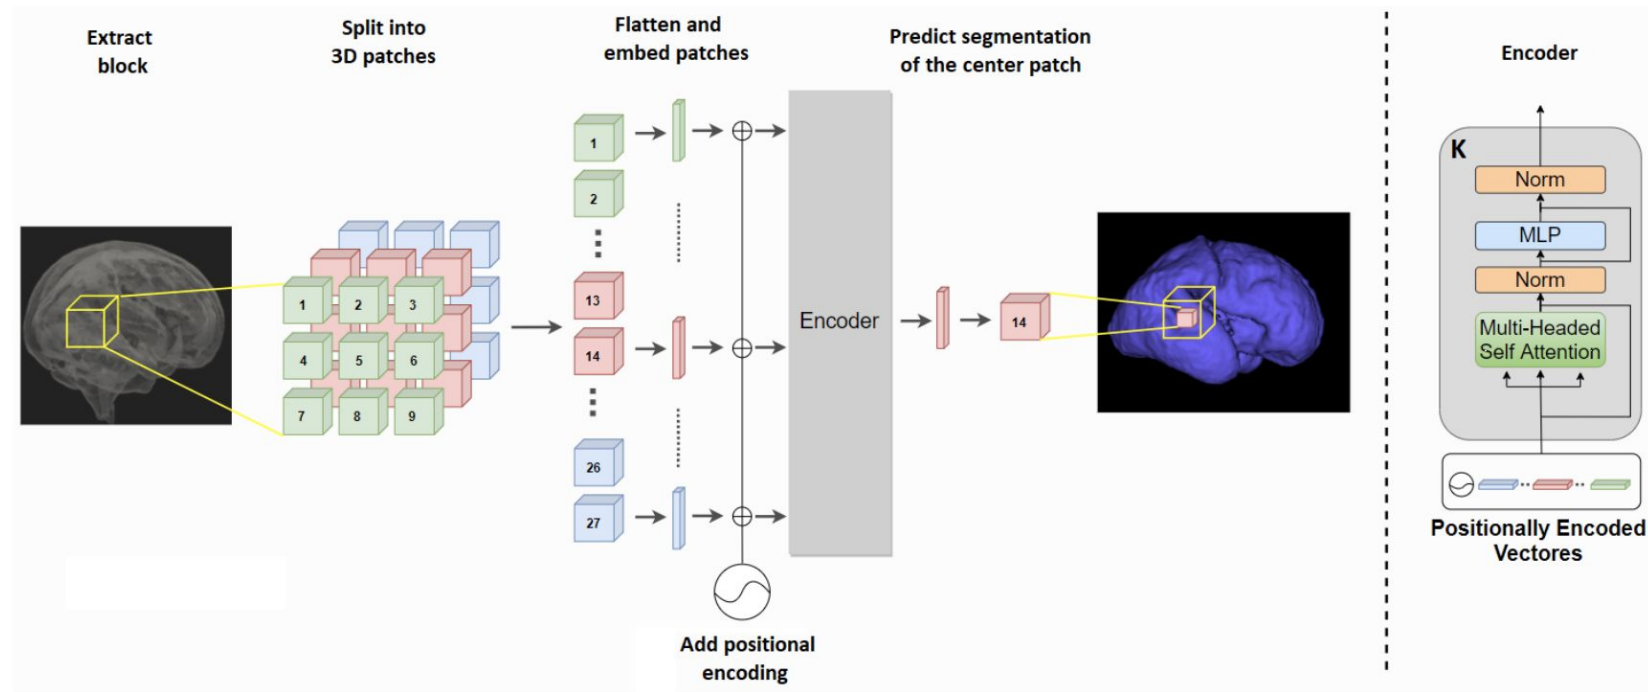 Extract
block
Split into
3D patches
Flatten and
embed patches
Predict segmentation
of the center patch
Encoder
1
2
3
4
5
6
7
8
9
1
2
13
14
26
27
Encoder
14
Add positional
encoding
K
Norm
MLP
Norm
Multi-Headed
Self Attention
Positionally Encoded
Vectores